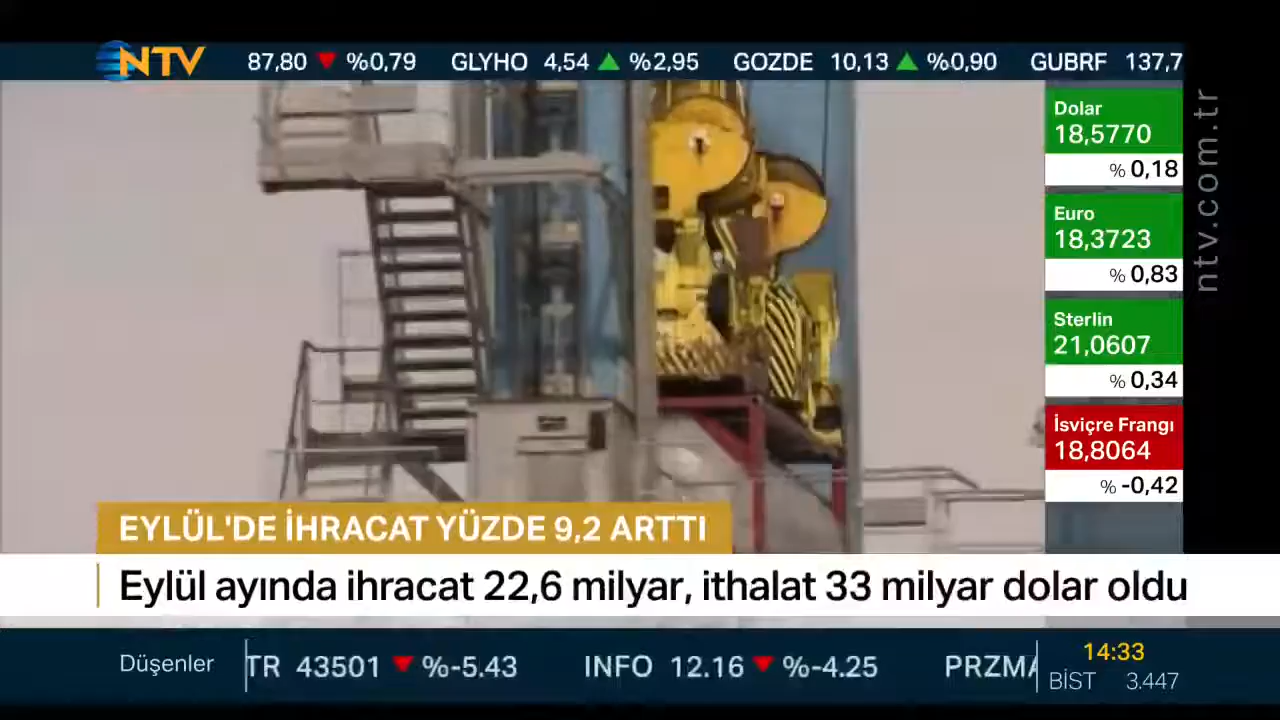 NTV 87,80 ▼ %0,79 GLYHO 4,54 ▲ %2,95 GOZDE 10,13 ▲ %0,90 GUBRF 137,7
Dolar
18,5770
% 0,18
Euro
18,3723
% 0,83
Sterlin
21,0607
% 0,34
İsviçre Frangı
18,8064
% -0,42
ntv.com.tr
EYLÜL'DE İHRACAT YÜZDE 9,2 ARTTI
Eylül ayında ihracat 22,6 milyar, ithalat 33 milyar dolar oldu
Düşenler TR 43501 ▼ %-5.43 INFO 12.16 ▼ %-4.25 PRZMA
14:33
BİST 3.447